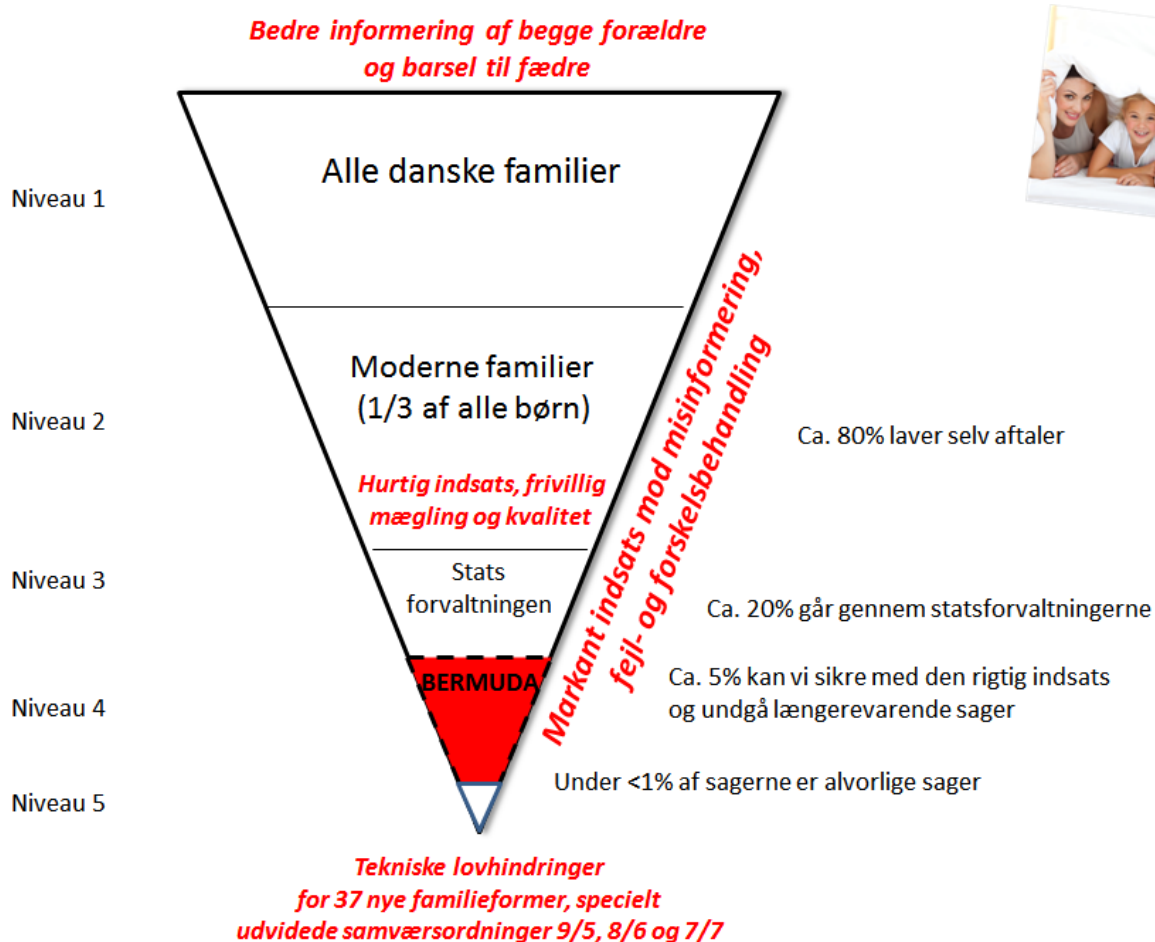 Bedre informering af begge forældre
og barsel til fædre
Niveau 1
Alle danske familier
Niveau 2
Moderne familier
(1/3 af alle børn)
Ca. 80% laver selv aftaler
Hurtig indsats, frivillig
mægling og kvalitet
Markant indsats mod misinformering,
fejl- og forskelsbehandling
Niveau 3
Stats
forvaltningen
Ca. 20% går gennem statsforvaltningerne
Niveau 4
BERMUDA
Ca. 5% kan vi sikre med den rigtig indsats
og undgå længerevarende sager
Niveau 5
Under <1% af sagerne er alvorlige sager
Tekniske lovhindringer
for 37 nye familieformer, specielt
udvidede samværsordninger 9/5, 8/6 og 7/7